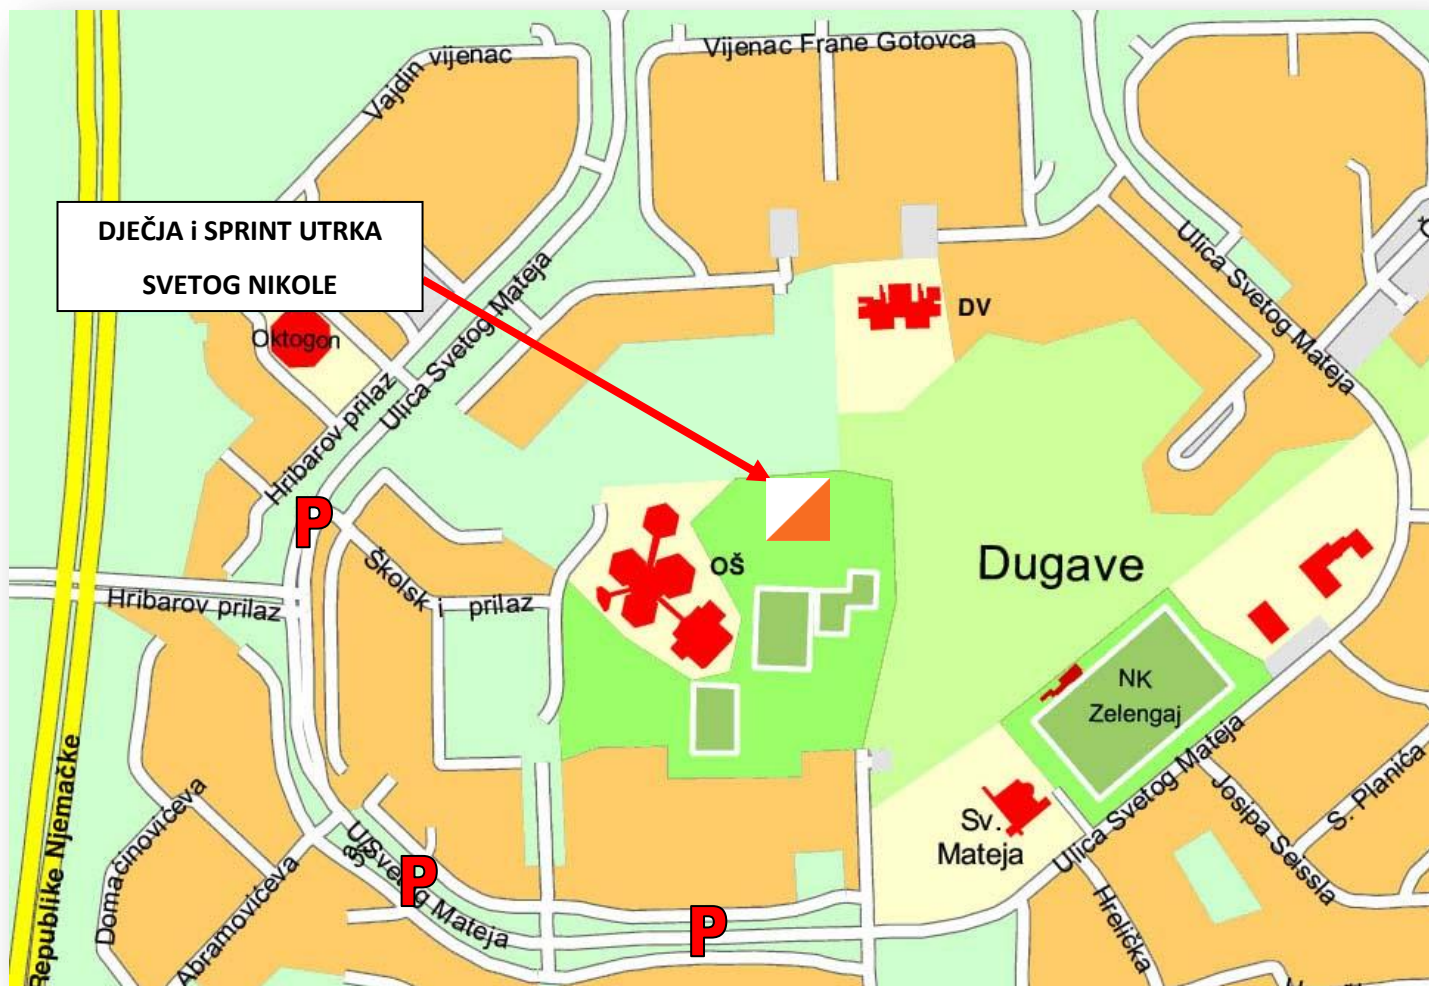 Vajdin vijenac
Vijenac Frane Gotovca
DJEČJA i SPRINT UTRKA
SVETOG NIKOLE
Ulica Svetog Mateja
Ulica Svetog Mateja
DV
Oktogon
Hribarov prilaz
P
OŠ
Dugave
Školski prilaz
Hribarov prilaz
NK
Zelengaj
Republike Njemačke
Domaćinovićeva
Abramovićeva
Svetog Mateja
P
P
Sv.
Mateja
Ulica Svetog Mateja
Josipa Seissla
S. Planića
Hrelićka